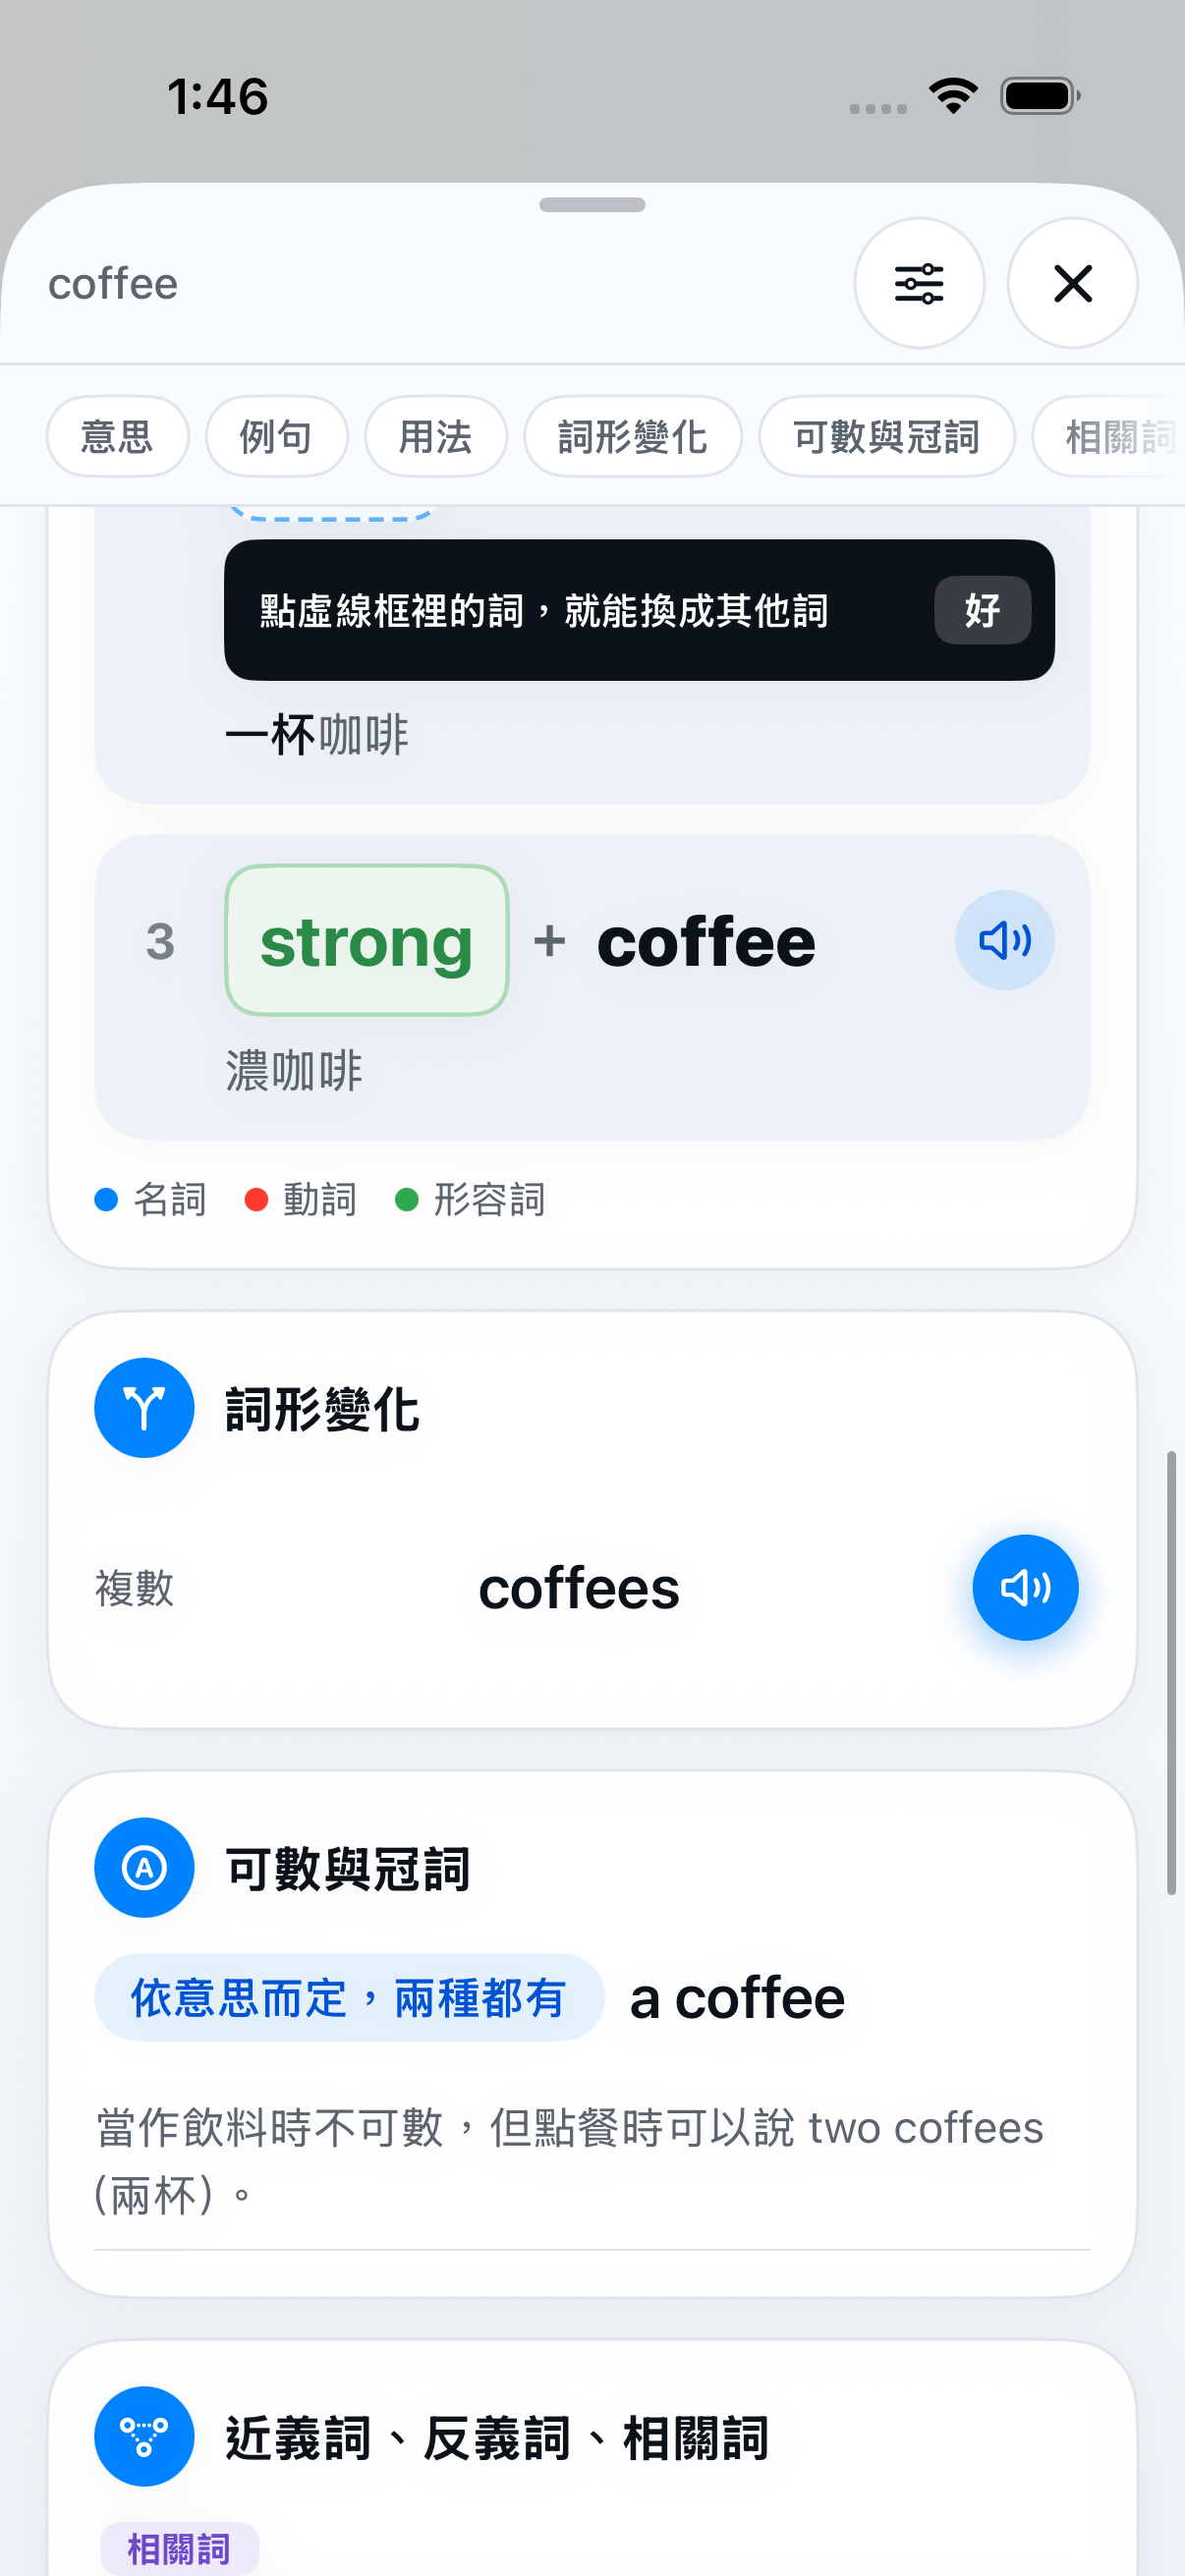 1:46
coffee
意思 例句 用法 詞形變化 可數與冠詞 相關詞
點虛線框裡的詞，就能換成其他詞 好
一杯咖啡
3 strong + coffee
濃咖啡
名詞 動詞 形容詞
詞形變化
複數 coffees
A 可數與冠詞
依意思而定，兩種都有 a coffee
當作飲料時不可數，但點餐時可以說 two coffees
(兩杯)。
近義詞、反義詞、相關詞
相關詞